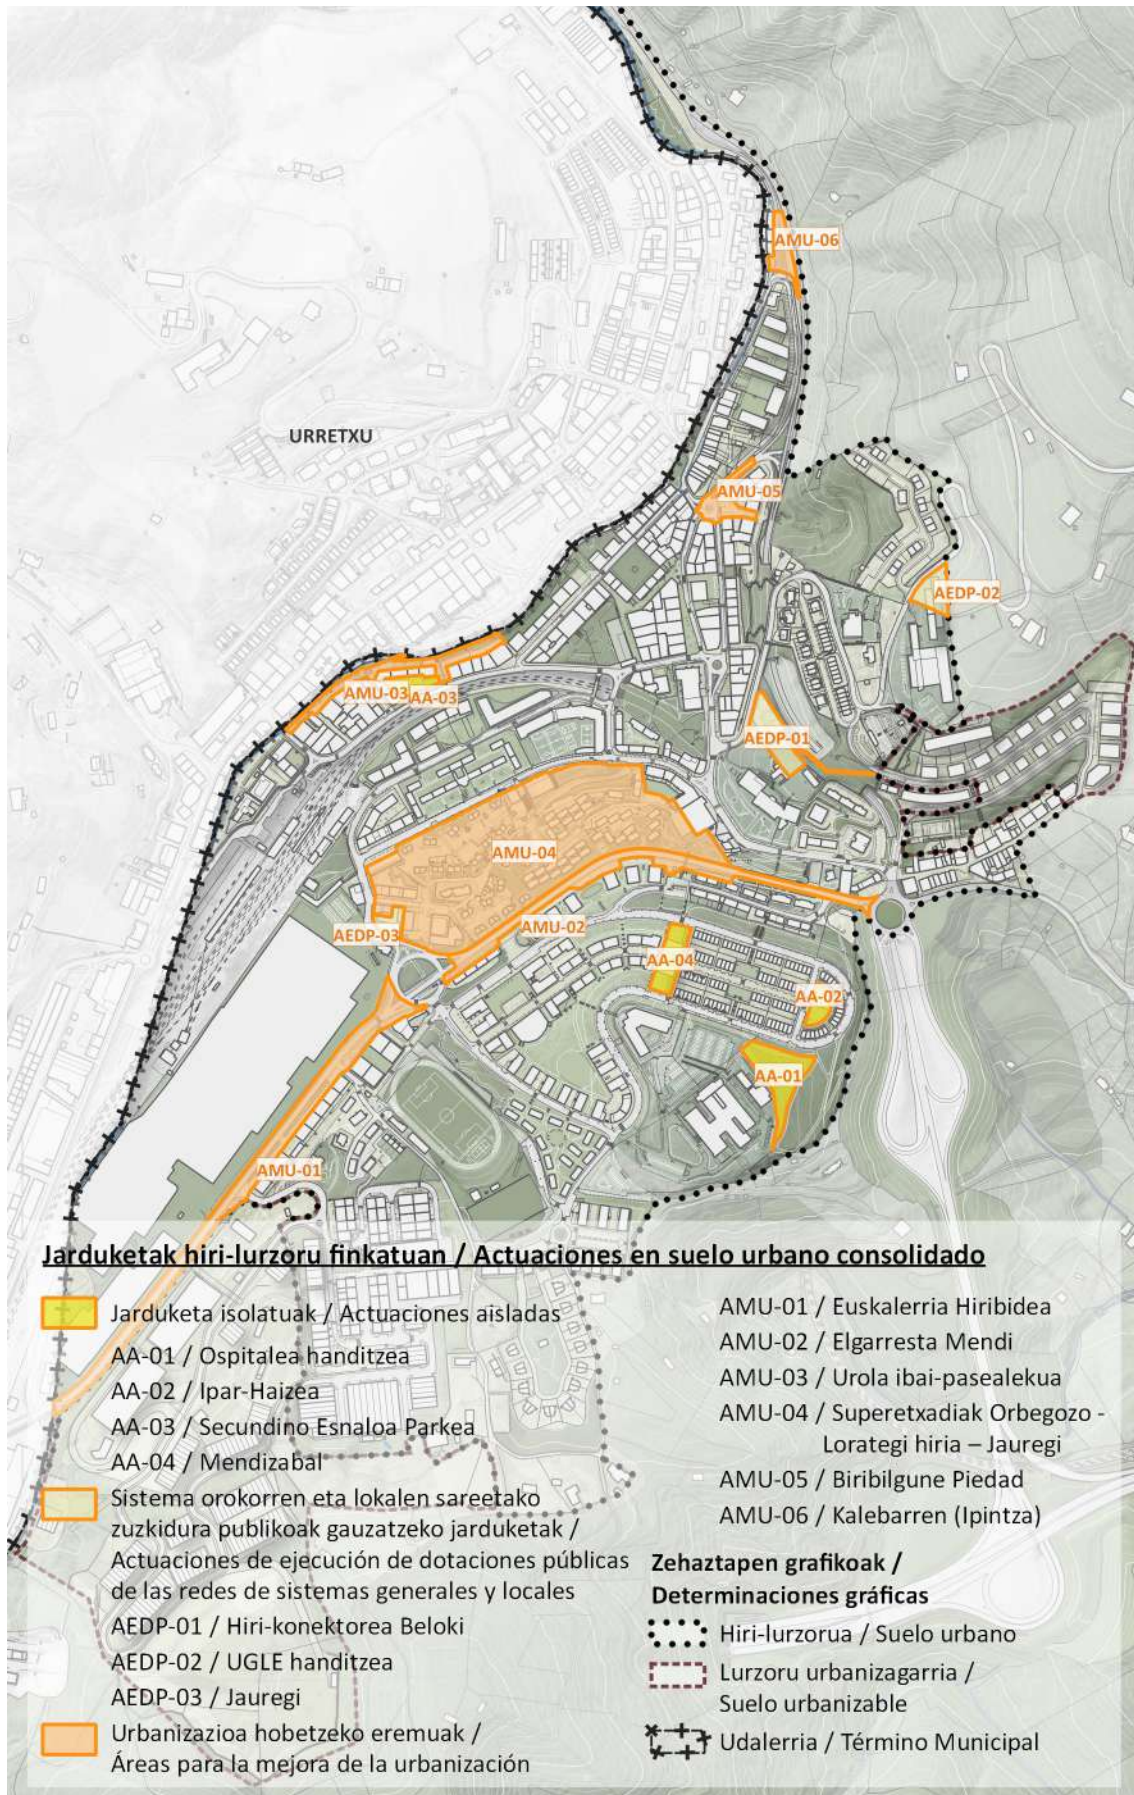 AMU-06
URRETXU
AMU-05
AEDP-02
AMU-03
AA-03
AEDP-01
AMU-04
AMU-02
AEDP-03
AA-04
AA-02
AA-01
AMU-01
Jarduketak hiri-lurzoru finkatuan / Actuaciones en suelo urbano consolidado
Jarduketa isolatuak / Actuaciones aisladas
AA-01 / Ospitalea handitzea
AA-02 / Ipar-Haizea
AA-03 / Secundino Esnaloa Parkea
AA-04 / Mendizabal
Sistema orokorren eta lokalen sareetako
zuzkidura publikoak gauzatzeko jarduketak /
Actuaciones de ejecución de dotaciones públicas
de las redes de sistemas generales y locales
AEDP-01 / Hiri-konektorea Beloki
AEDP-02 / UGLE handitzea
AEDP-03 / Jauregi
Urbanizazioa hobetzeko eremuak /
Áreas para la mejora de la urbanización
AMU-01 / Euskalerria Hiribidea
AMU-02 / Elgarresta Mendi
AMU-03 / Urola ibai-pasealekua
AMU-04 / Superetxadiak Orbegozo -
Lorategi hiria – Jauregi
AMU-05 / Biribilgune Piedad
AMU-06 / Kalebarren (Ipintza)
Zehaztapen grafikoak /
Determinaciones gráficas
Hiri-lurzorua / Suelo urbano
Lurzoru urbanizagarria /
Suelo urbanizable
Udalerria / Término Municipal